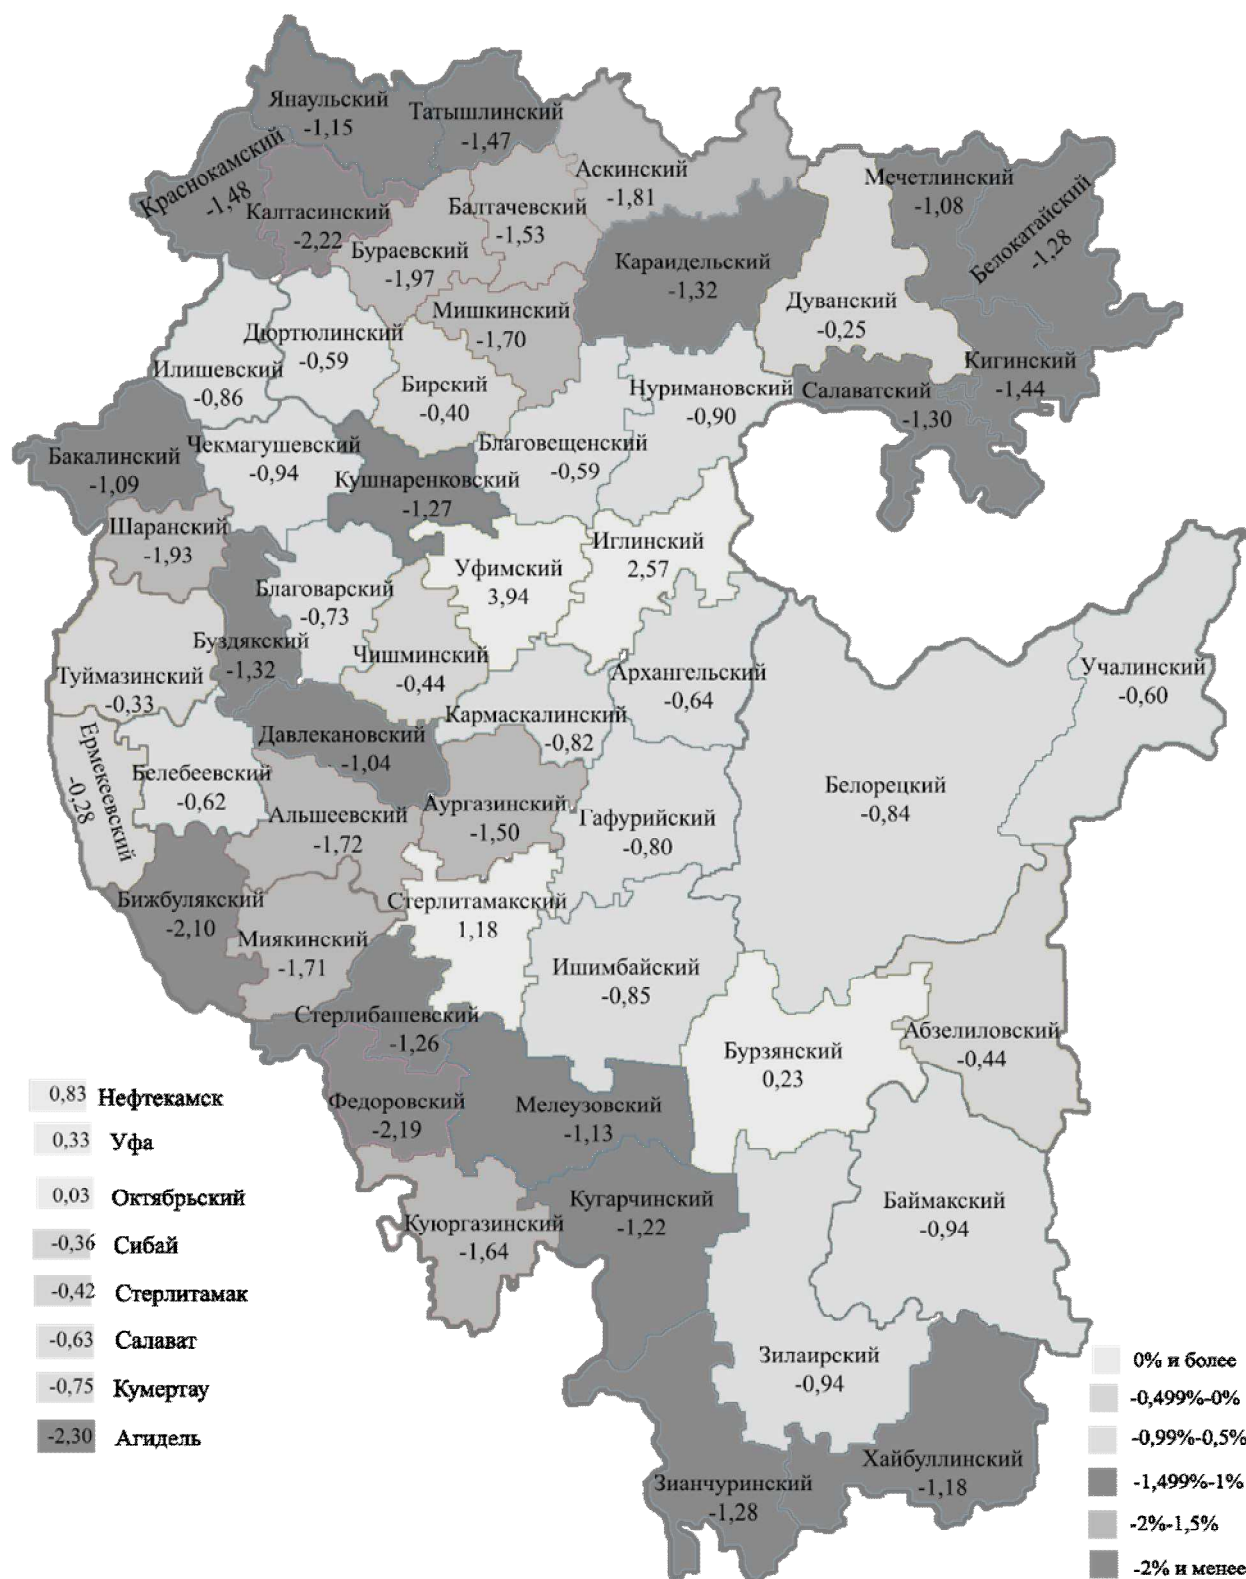 Янаульский
-1,15
Татышлинский
-1,47
Краснокамский
-1,48
Калтасинский
-2,22
Аскинский
-1,81
Балтачевский
-1,53
Бураевский
-1,97
Мишкинский
-1,70
Караидельский
-1,32
Мечетлинский
-1,08
Белокатайский
-1,28
Дуванский
-0,25
Кигинский
-1,44
Салаватский
-1,30
Дюртюлинский
-0,59
Илишевский
-0,86
Бирский
-0,40
Нуримановский
-0,90
Благовещенский
-0,59
Чекмагушевский
-0,94
Бакалинский
-1,09
Кушнаренковский
-1,27
Шаранский
-1,93
Иглинский
2,57
Уфимский
3,94
Благоварский
-0,73
Буздякский
-1,32
Чишминский
-0,44
Туймазинский
-0,33
Архангельский
-0,64
Учалинский
-0,60
Кармаскалинский
-0,82
Давлекановский
-1,04
Ермекеевский
-0,28
Белебеевский
-0,62
Белорецкий
-0,84
Альшеевский
-1,72
Аургазинский
-1,50
Гафурийский
-0,80
Бижбулякский
-2,10
Стерлитамакский
1,18
Миякинский
-1,71
Ишимбайский
-0,85
Стерлибашевский
-1,26
Бурзянский
0,23
Абзелиловский
-0,44
Федоровский
-2,19
Мелеузовский
-1,13
Куюргазинский
-1,64
Кугарчинский
-1,22
Баймакский
-0,94
Зилаирский
-0,94
Хайбуллинский
-1,18
Зианчуринский
-1,28
0,83 Нефтекамск
0,33 Уфа
0,03 Октябрьский
-0,36 Сибай
-0,42 Стерлитамак
-0,63 Салават
-0,75 Кумертау
-2,30 Агидель
0% и более
-0,499%-0%
-0,99%-0,5%
-1,499%-1%
-2%-1,5%
-2% и менее